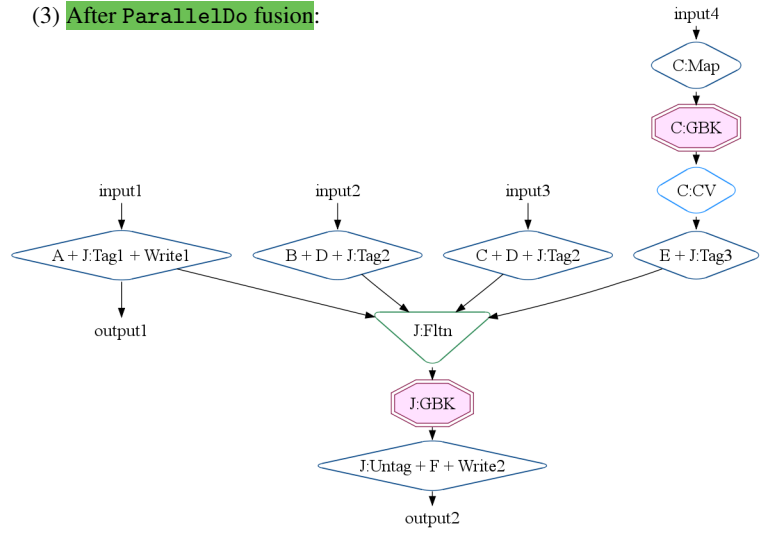 (3) After ParallelDo fusion:
input4
C:Map
C:GBK
C:CV
input1
input2
input3
A + J:Tag1 + Write1
B + D + J:Tag2
C + D + J:Tag2
E + J:Tag3
output1
J:Fltn
J:GBK
J:Untag + F + Write2
output2